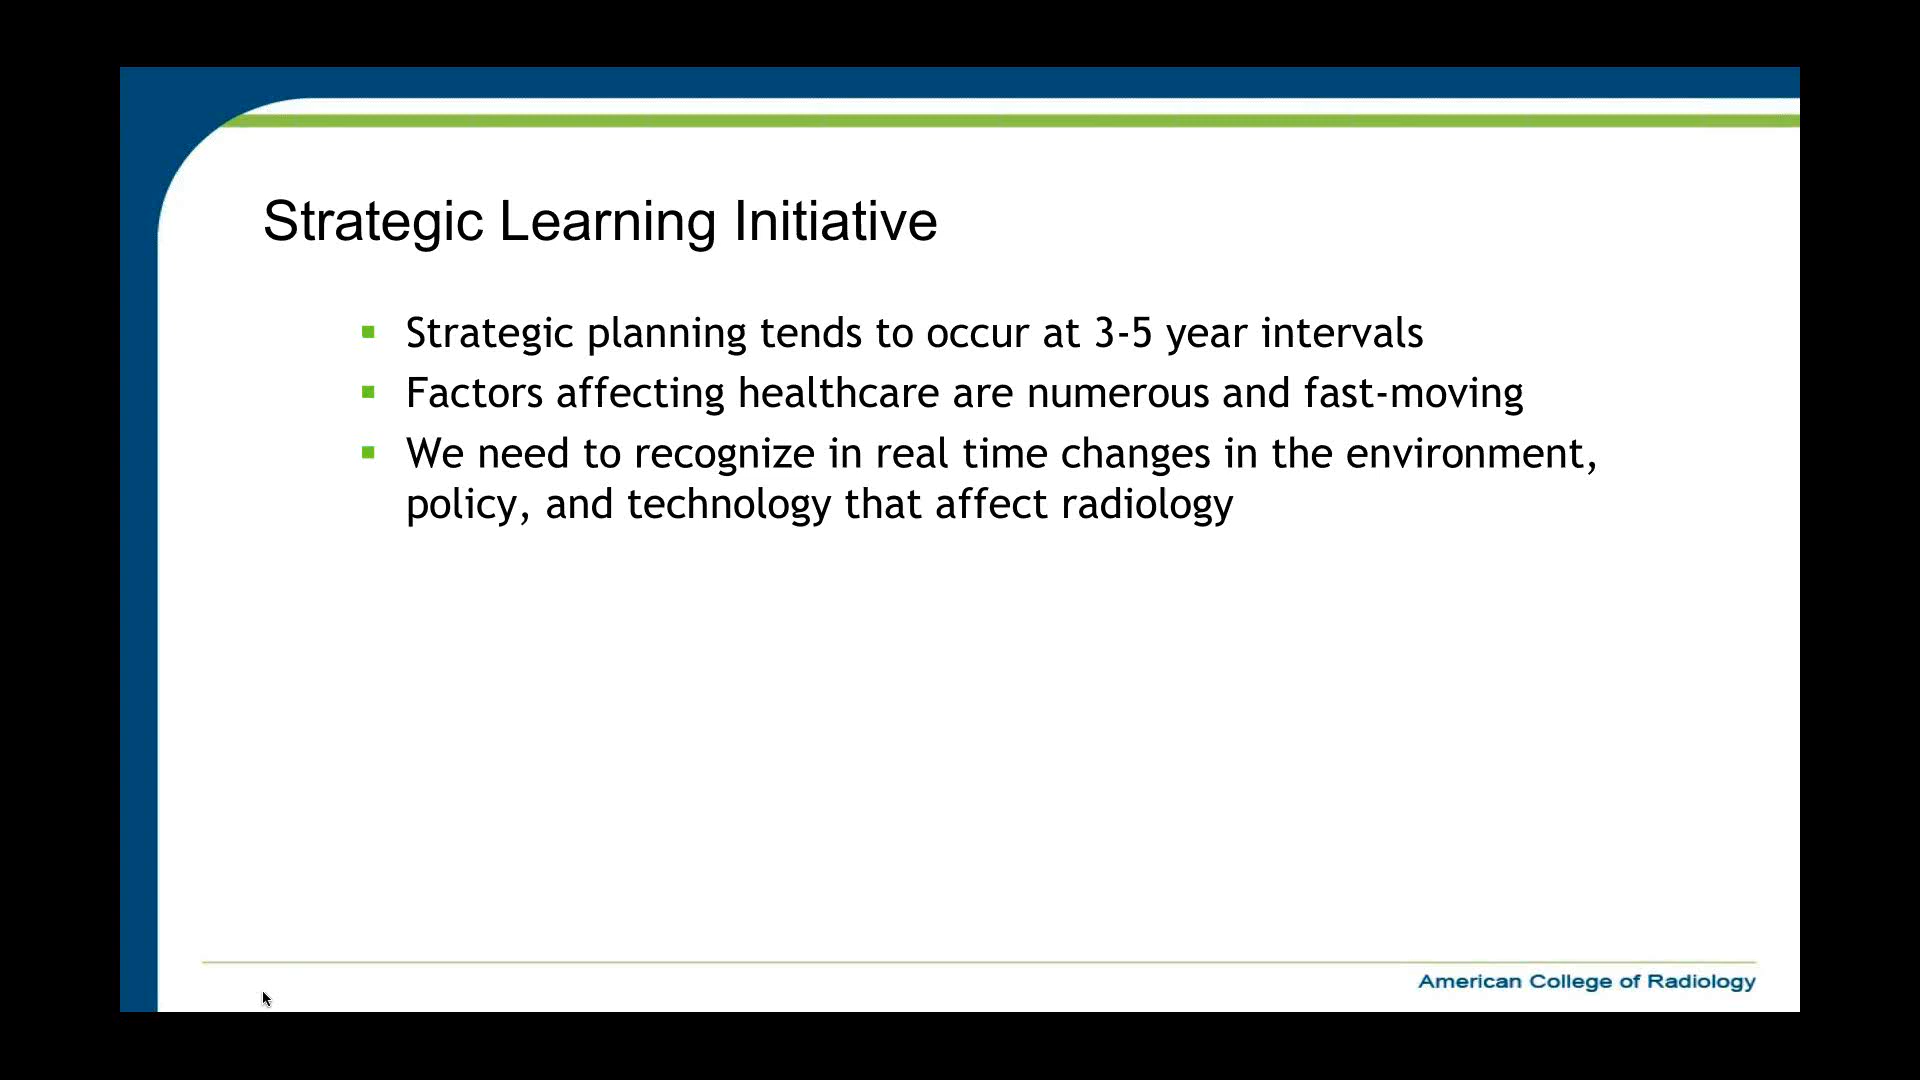 Strategic Learning Initiative
Strategic planning tends to occur at 3-5 year intervals
Factors affecting healthcare are numerous and fast-moving
We need to recognize in real time changes in the environment,
policy, and technology that affect radiology
American College of Radiology